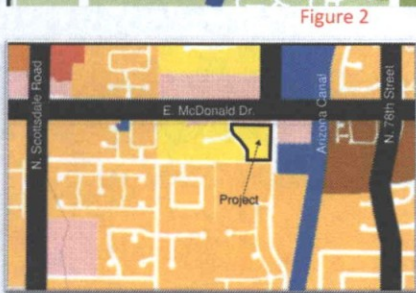 Figure 2
E. McDonald Dr.
N. Scottsdale Road
Arizona Canal
N. 78th Street
Project